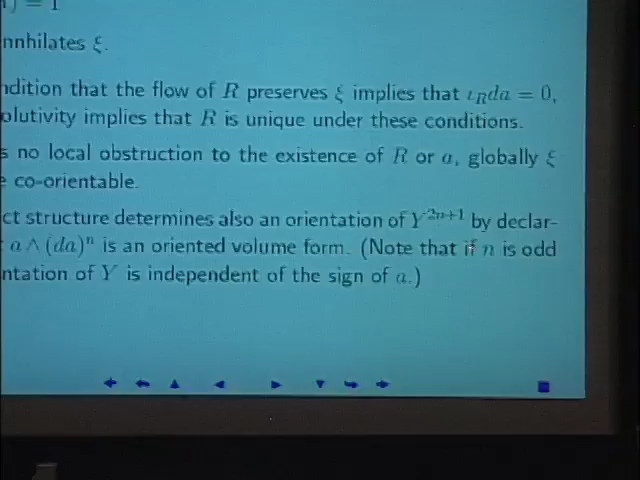 ) = 1
nnhilates ξ.
ndition that the flow of R preserves ξ implies that ι_R da = 0,
olutivity implies that R is unique under these conditions.
s no local obstruction to the existence of R or a, globally ξ
e co-orientable.
ct structure determines also an orientation of Y^{2n+1} by declar-
a ∧ (da)^n is an oriented volume form. (Note that if n is odd
ntation of Y is independent of the sign of a.)